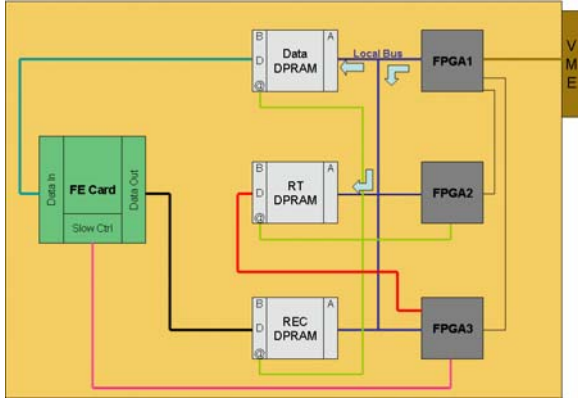 B
Data
DPRAM
A
D
@
Local Bus
FPGA1
V
M
E
Data In
FE Card
Data Out
Slow Ctrl
B
RT
DPRAM
A
D
@
FPGA2
B
REC
DPRAM
A
D
@
FPGA3